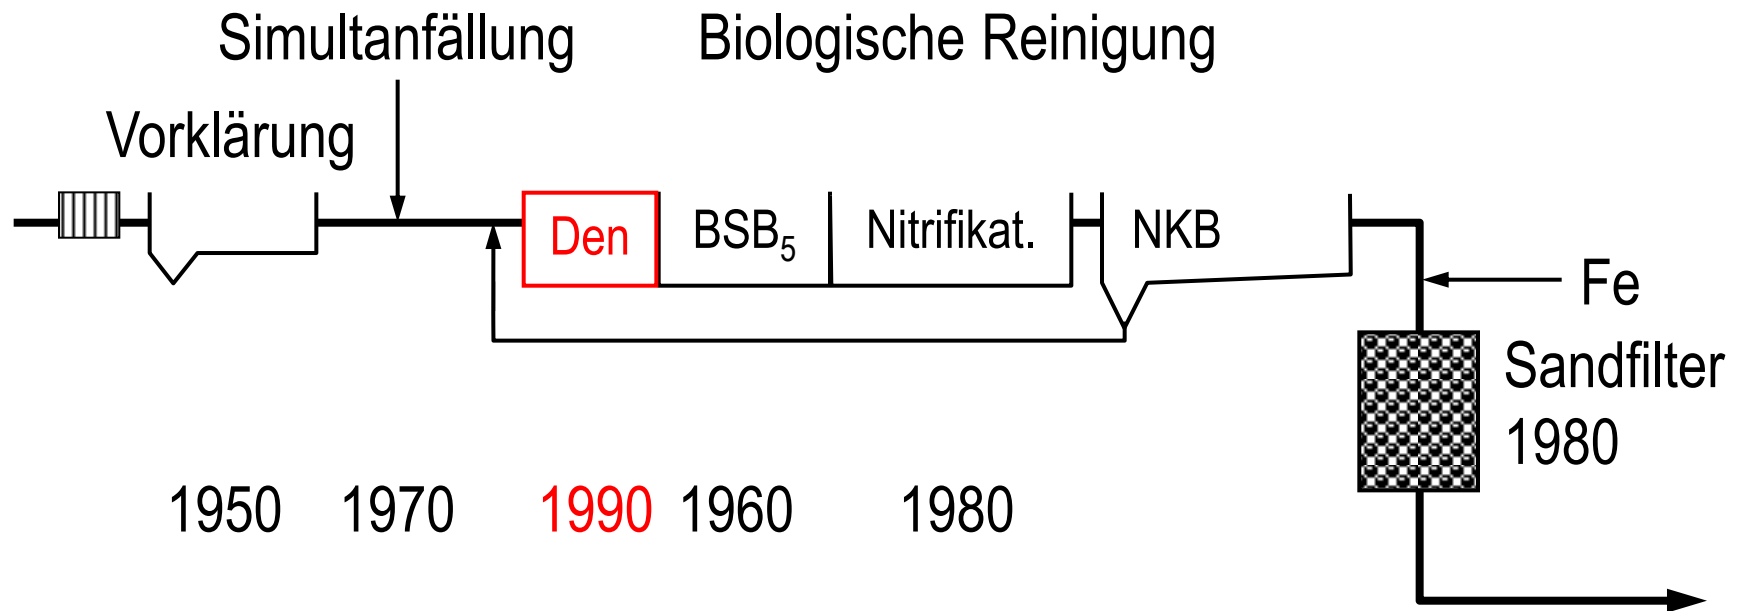 Simultanfällung
Biologische Reinigung
Vorklärung
Den
BSB5
Nitrifikat.
NKB
Fe
Sandfilter
1980
1950
1970
1990
1960
1980